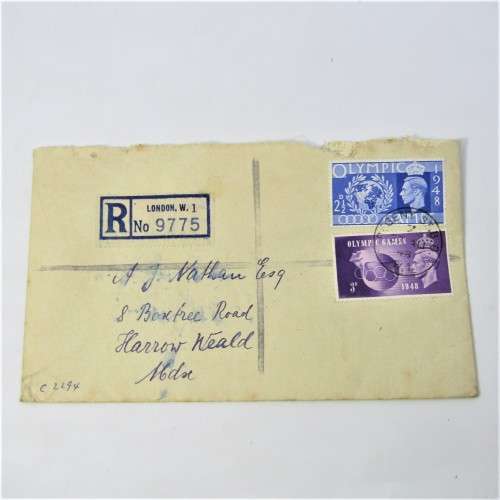 R
LONDON, W. 1
No 9775
OLYMPIC
1948
2½D
GAMES
OLYMPIC GAMES
3D
1948
A. J. Nathan Esq
8 Boxtree Road
Harrow Weald
Mdx
C 2294